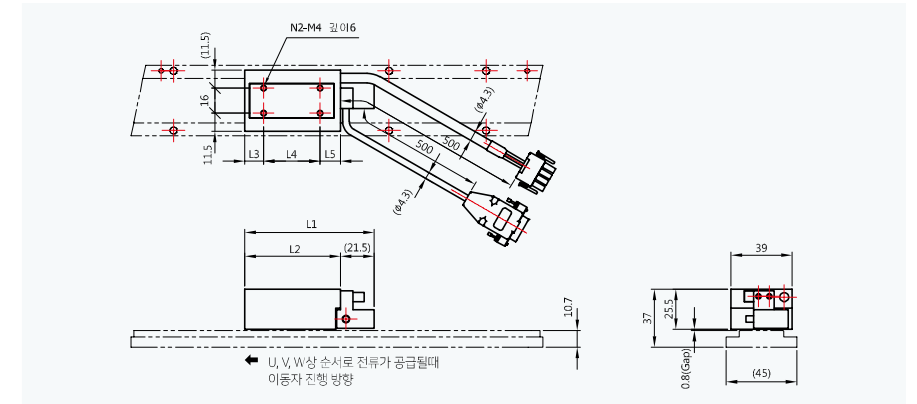 N2-M4 깊이6
(11.5)
16
11.5
L3
L4
L5
(Ø4.3)
500
500
(Ø4.3)
L1
L2
(21.5)
10.7
39
37
25.5
0.8(Gap)
(45)
U, V, W상 순서로 전류가 공급될때
이동자 진행 방향